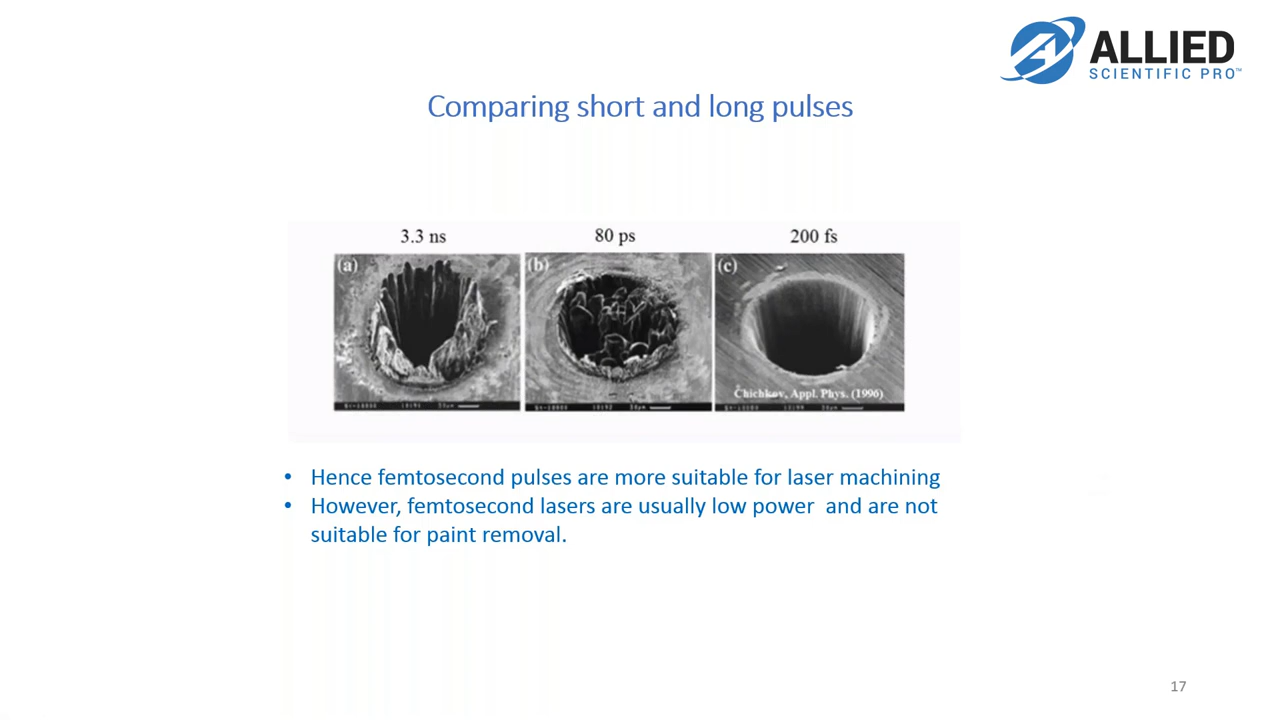 ALLIED
SCIENTIFIC PRO™
Comparing short and long pulses
3.3 ns 80 ps 200 fs
(a) (b) (c)
Chichkov, Appl. Phys. (1996)
• Hence femtosecond pulses are more suitable for laser machining
• However, femtosecond lasers are usually low power and are not
suitable for paint removal.
17